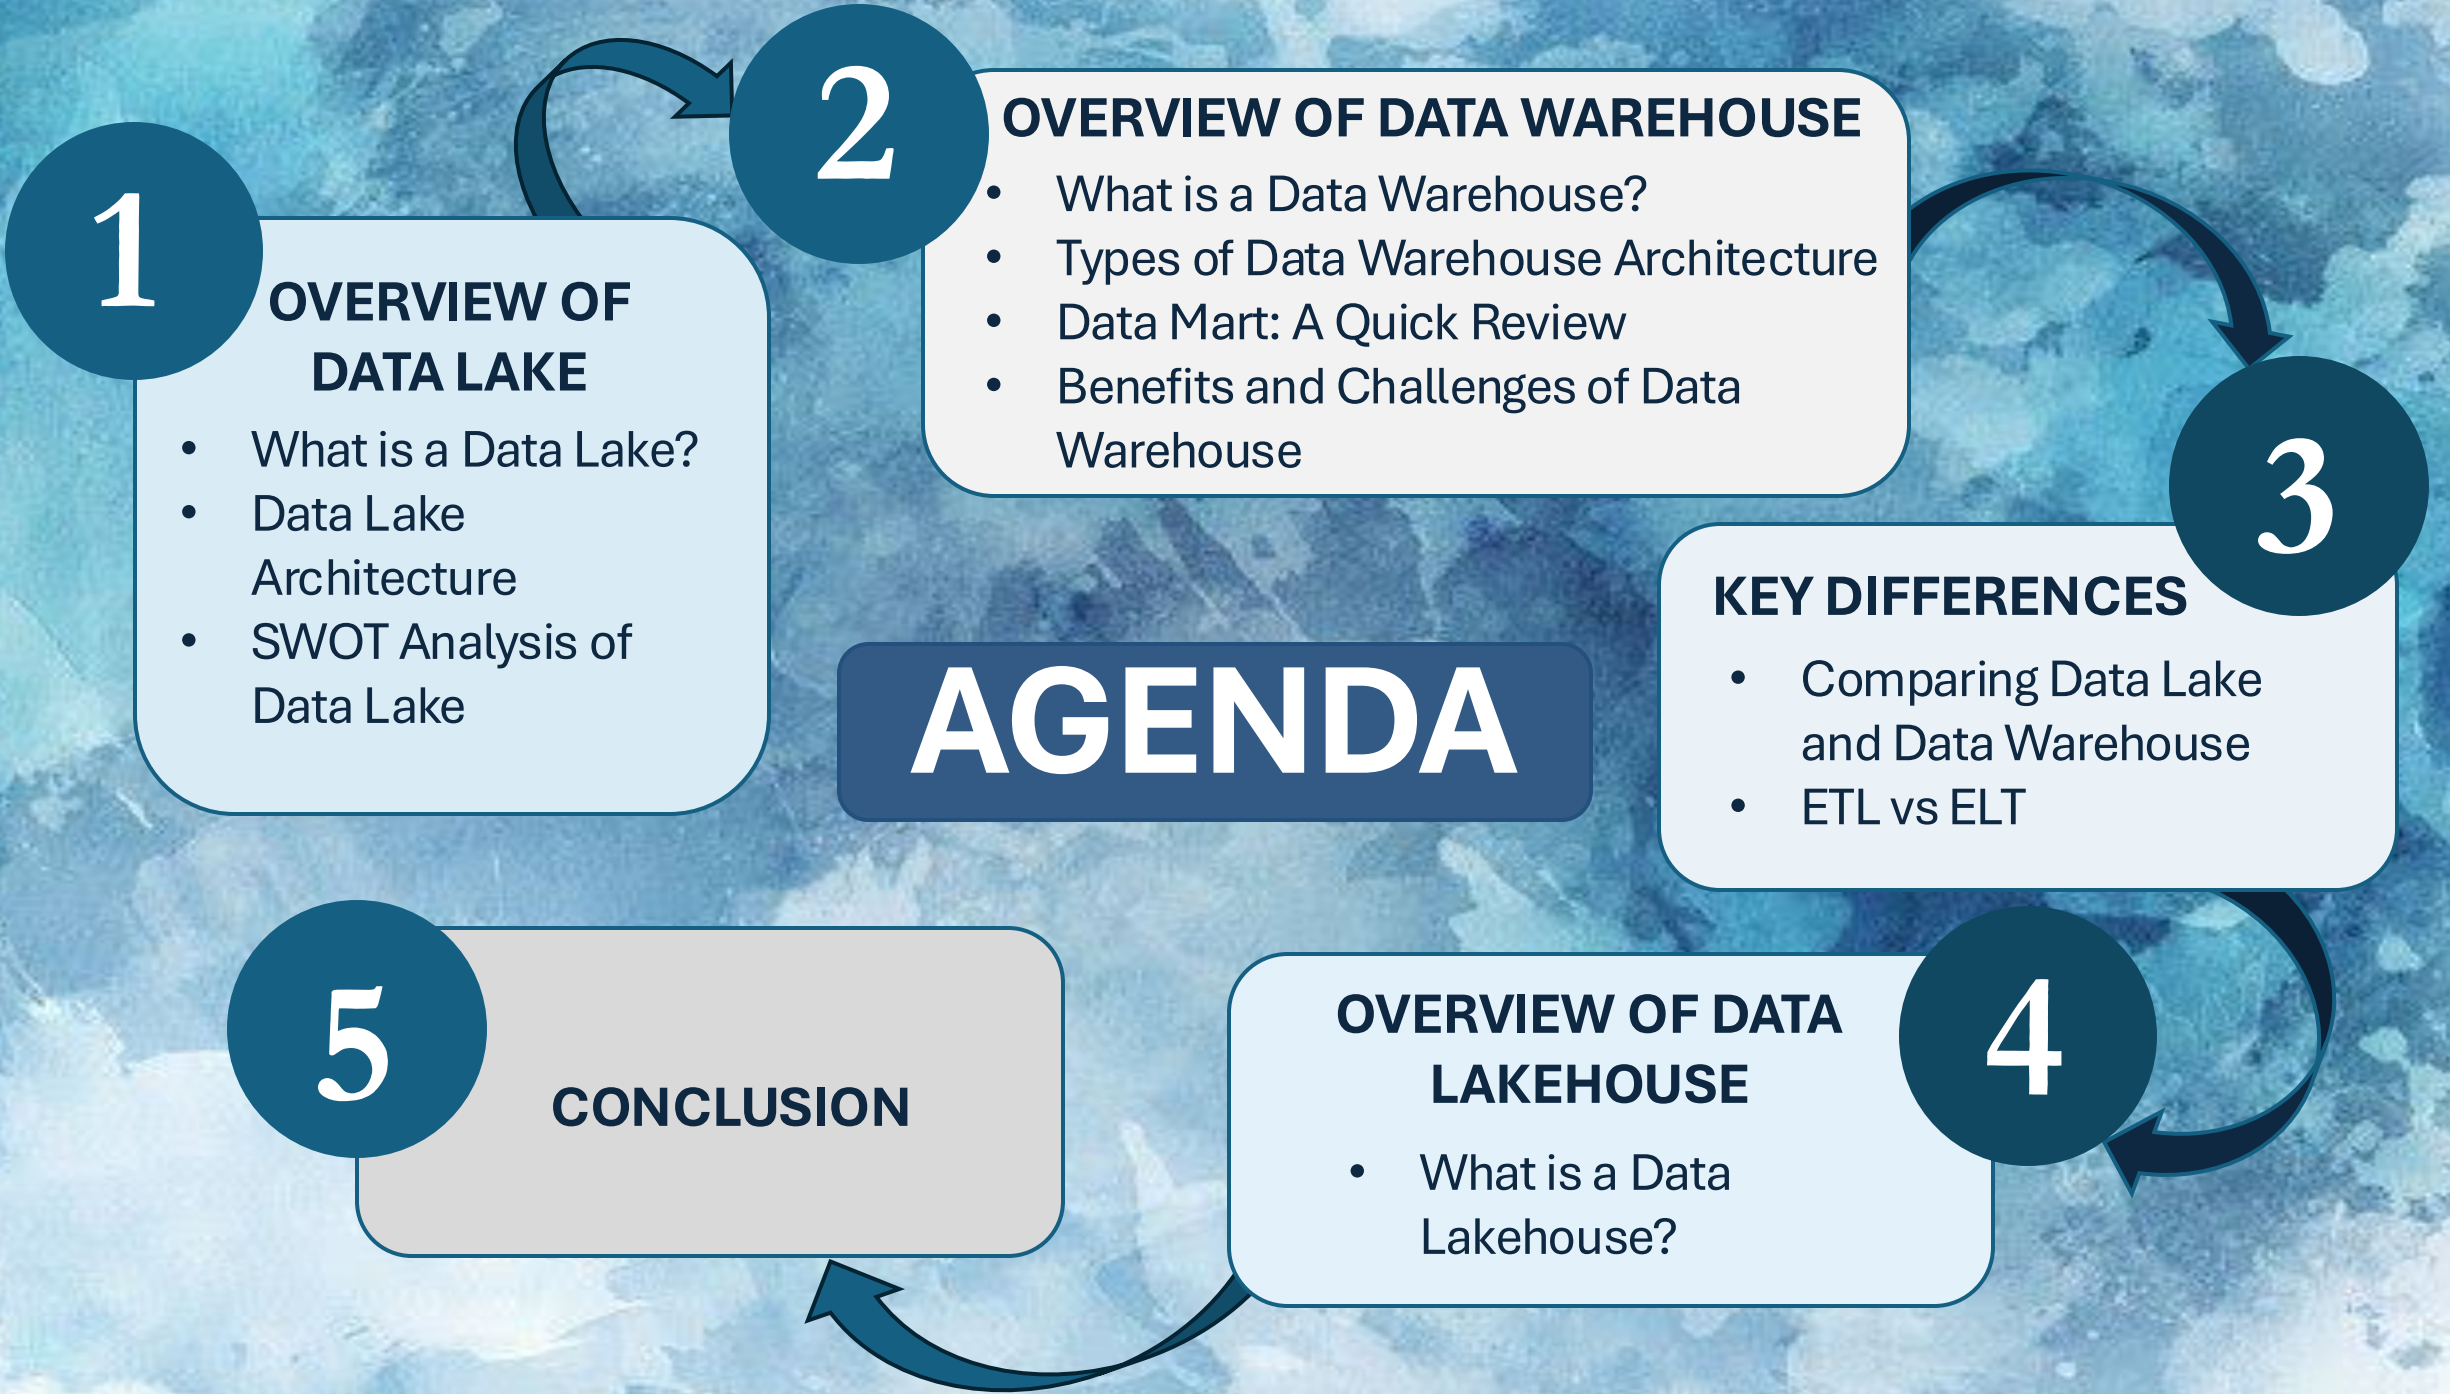 1
OVERVIEW OF
DATA LAKE
• What is a Data Lake?
• Data Lake
Architecture
• SWOT Analysis of
Data Lake
2
OVERVIEW OF DATA WAREHOUSE
• What is a Data Warehouse?
• Types of Data Warehouse Architecture
• Data Mart: A Quick Review
• Benefits and Challenges of Data
Warehouse
3
KEY DIFFERENCES
• Comparing Data Lake
and Data Warehouse
• ETL vs ELT
AGENDA
4
OVERVIEW OF DATA
LAKEHOUSE
• What is a Data
Lakehouse?
5
CONCLUSION